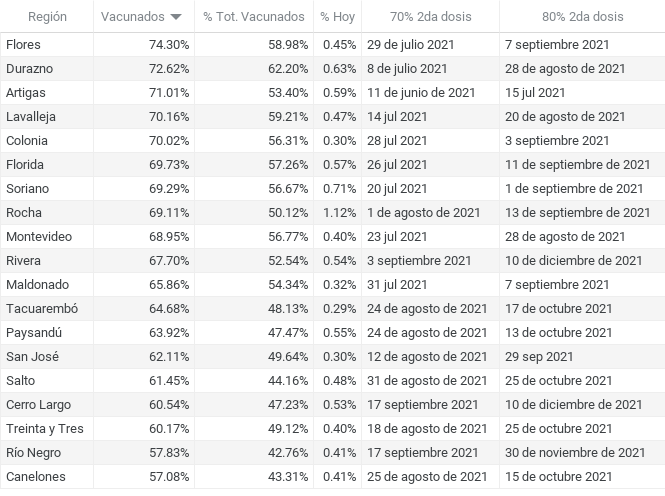 Región Vacunados % Tot. Vacunados % Hoy 70% 2da dosis 80% 2da dosis
Flores 74.30% 58.98% 0.45% 29 de julio 2021 7 septiembre 2021
Durazno 72.62% 62.20% 0.63% 8 de julio 2021 28 de agosto de 2021
Artigas 71.01% 53.40% 0.59% 11 de junio de 2021 15 jul 2021
Lavalleja 70.16% 59.21% 0.47% 14 jul 2021 20 de agosto de 2021
Colonia 70.02% 56.31% 0.30% 28 jul 2021 3 septiembre 2021
Florida 69.73% 57.26% 0.57% 26 jul 2021 11 de septiembre de 2021
Soriano 69.29% 56.67% 0.71% 20 jul 2021 1 de septiembre de 2021
Rocha 69.11% 50.12% 1.12% 1 de agosto de 2021 13 de septiembre de 2021
Montevideo 68.95% 56.77% 0.40% 23 jul 2021 28 de agosto de 2021
Rivera 67.70% 52.54% 0.54% 3 septiembre 2021 10 de diciembre de 2021
Maldonado 65.86% 54.34% 0.32% 31 jul 2021 7 septiembre 2021
Tacuarembó 64.68% 48.13% 0.29% 24 de agosto de 2021 17 de octubre 2021
Paysandú 63.92% 47.47% 0.55% 24 de agosto de 2021 13 de octubre 2021
San José 62.11% 49.64% 0.30% 12 de agosto de 2021 29 sep 2021
Salto 61.45% 44.16% 0.48% 31 de agosto de 2021 25 de octubre 2021
Cerro Largo 60.54% 47.23% 0.53% 17 septiembre 2021 10 de diciembre de 2021
Treinta y Tres 60.17% 49.12% 0.40% 18 de agosto de 2021 25 de octubre 2021
Río Negro 57.83% 42.76% 0.41% 17 septiembre 2021 30 de noviembre de 2021
Canelones 57.08% 43.31% 0.41% 25 de agosto de 2021 15 de octubre 2021